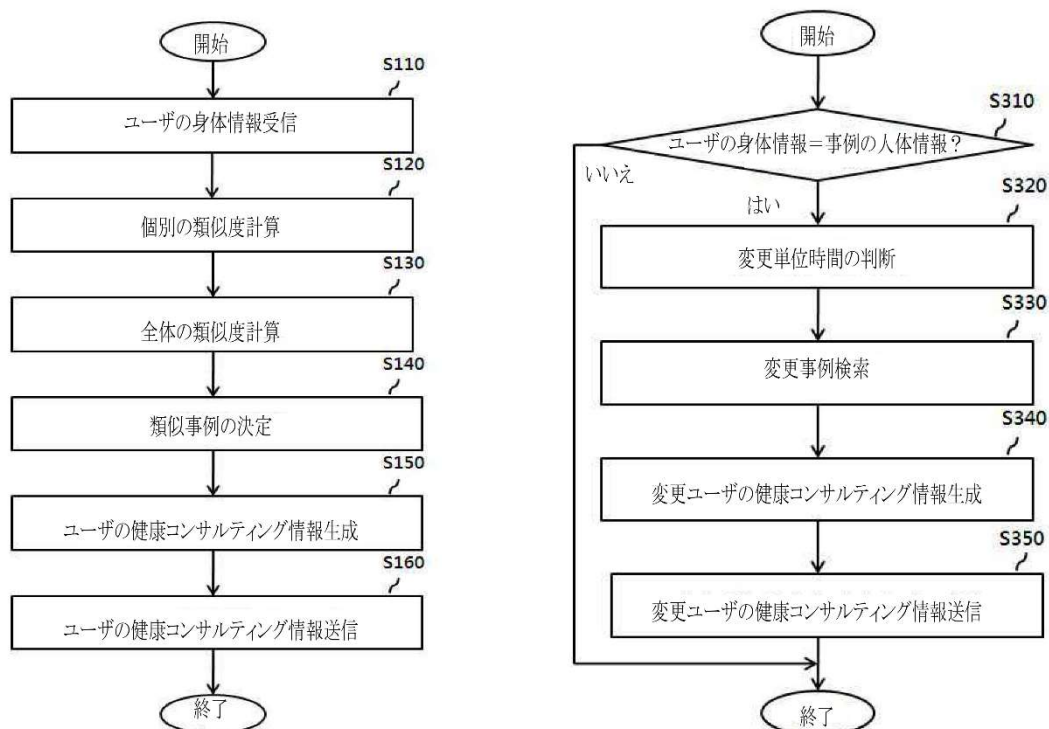 開始
S110
ユーザの身体情報受信
S120
個別の類似度計算
S130
全体の類似度計算
S140
類似事例の決定
S150
ユーザの健康コンサルティング情報生成
S160
ユーザの健康コンサルティング情報送信
終了
開始
S310
ユーザの身体情報＝事例の人体情報？
いいえ
はい
S320
変更単位時間の判断
S330
変更事例検索
S340
変更ユーザの健康コンサルティング情報生成
S350
変更ユーザの健康コンサルティング情報送信
終了